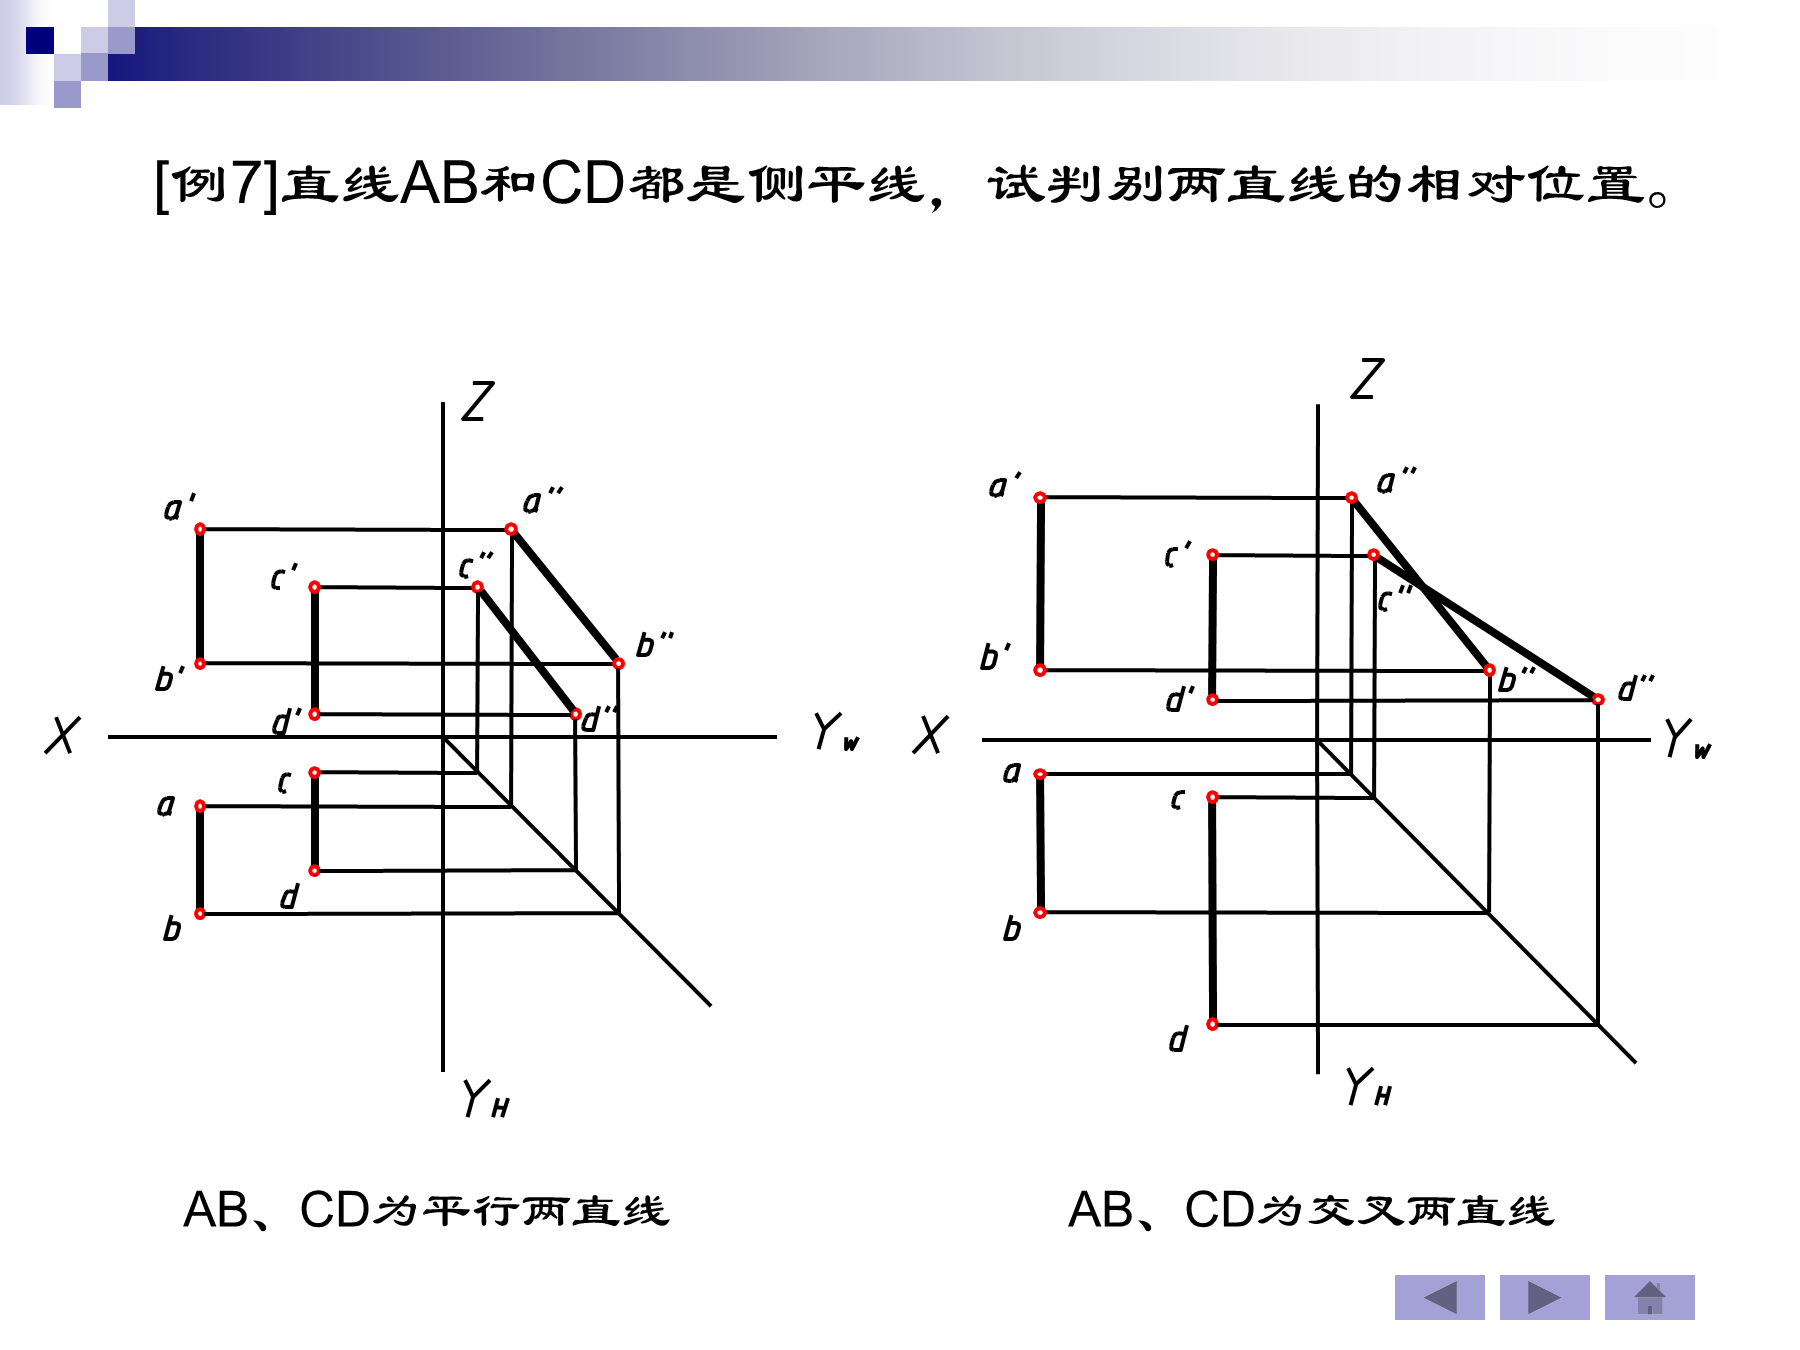 [例7]直线AB和CD都是侧平线，试判别两直线的相对位置。
Z
Z
a′
a″
a′
a″
c′
c″
c′
c″
b′
b″
b′
b″
d′
d″
d′
d″
X
Yw
X
Yw
c
a
a
c
d
b
b
d
YH
YH
AB、CD为平行两直线
AB、CD为交叉两直线